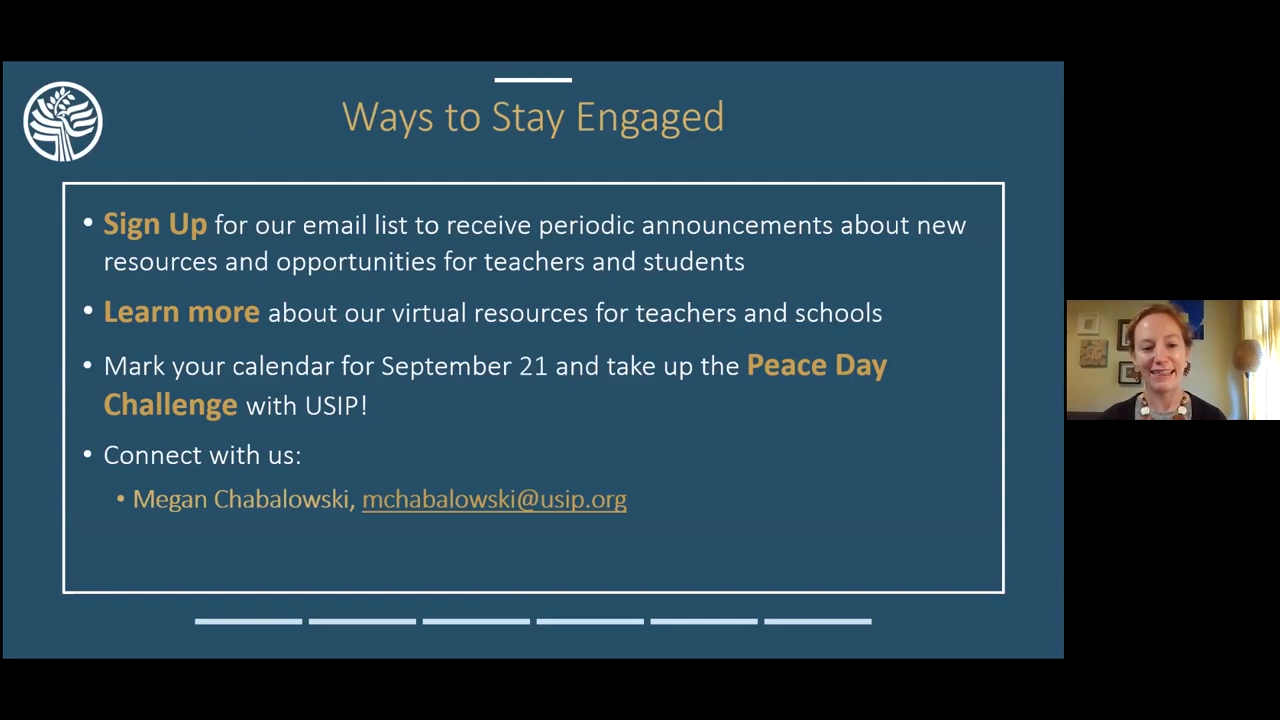 Ways to Stay Engaged
• Sign Up for our email list to receive periodic announcements about new
resources and opportunities for teachers and students
• Learn more about our virtual resources for teachers and schools
• Mark your calendar for September 21 and take up the Peace Day
Challenge with USIP!
• Connect with us:
• Megan Chabalowski, mchabalowski@usip.org